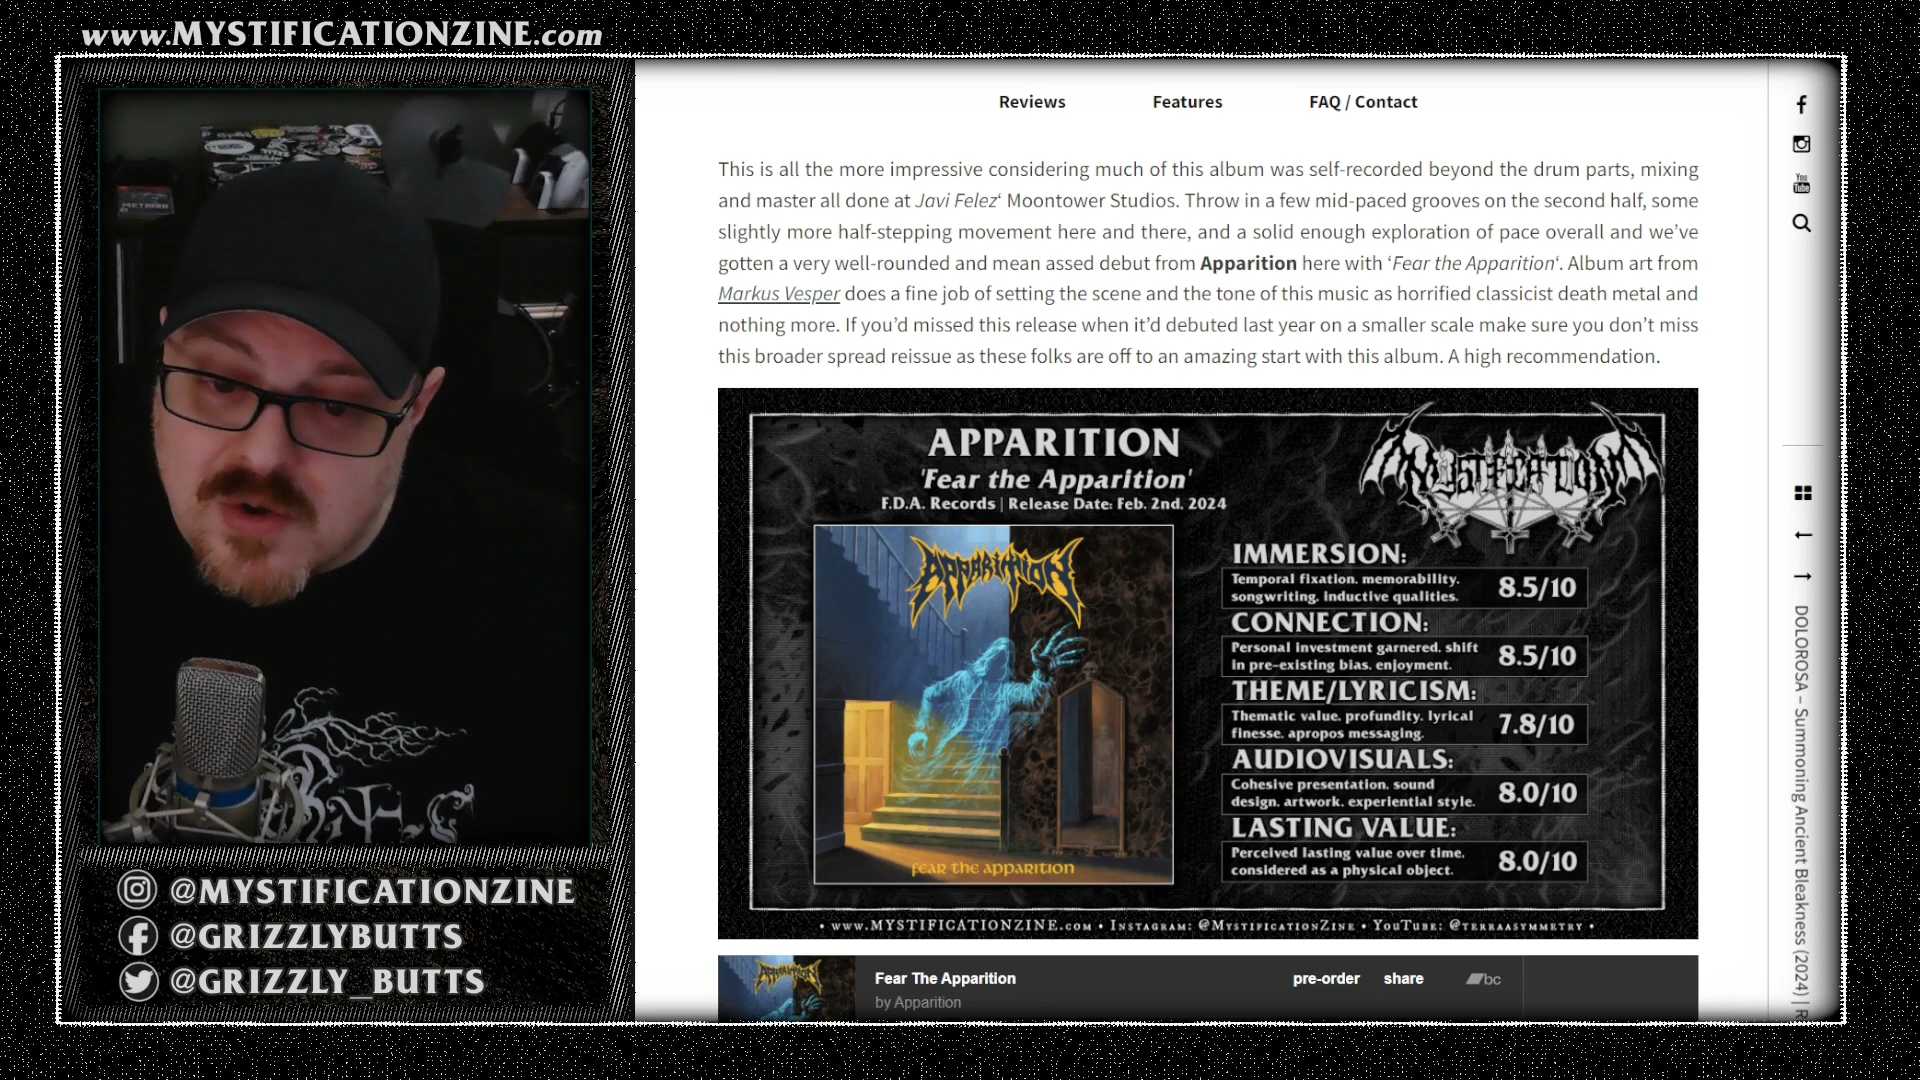 www.MYSTIFICATIONZINE.com
Reviews Features FAQ / Contact
This is all the more impressive considering much of this album was self-recorded beyond the drum parts, mixing
and master all done at Javi Felez‘ Moontower Studios. Throw in a few mid-paced grooves on the second half, some
slightly more half-stepping movement here and there, and a solid enough exploration of pace overall and we’ve
gotten a very well-rounded and mean assed debut from Apparition here with ‘Fear the Apparition‘. Album art from
Markus Vesper does a fine job of setting the scene and the tone of this music as horrified classicist death metal and
nothing more. If you’d missed this release when it’d debuted last year on a smaller scale make sure you don’t miss
this broader spread reissue as these folks are off to an amazing start with this album. A high recommendation.
APPARITION
'Fear the Apparition'
F.D.A. Records | Release Date: Feb. 2nd, 2024
MYSTIFICATION
APPARITION
fear the apparition
IMMERSION:
Temporal fixation, memorability,
songwriting, inductive qualities.
8.5/10
CONNECTION:
Personal investment garnered, shift
in pre-existing bias, enjoyment.
8.5/10
THEME/LYRICISM:
Thematic value, profundity, lyrical
finesse, apropos messaging.
7.8/10
AUDIOVISUALS:
Cohesive presentation, sound
design, artwork, experiential style.
8.0/10
LASTING VALUE:
Perceived lasting value over time,
considered as a physical object.
8.0/10
• www.MYSTIFICATIONZINE.com • Instagram: @MystificationZine • YouTube: @terraasymmetry •
APPARITION
Fear The Apparition
by Apparition
pre-order share bc
You Tube
DOLOROSA – Summoning Ancient Bleakness (2024) | R
@MYSTIFICATIONZINE
@GRIZZLYBUTTS
@GRIZZLY_BUTTS